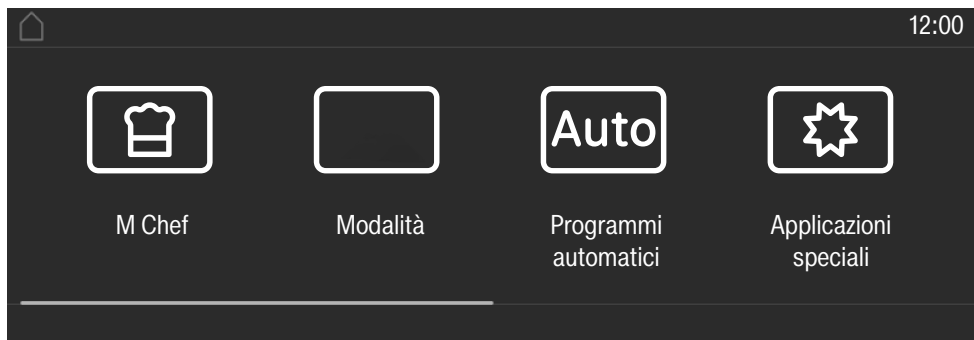 12:00
Auto
M Chef
Modalità
Programmi
automatici
Applicazioni
speciali